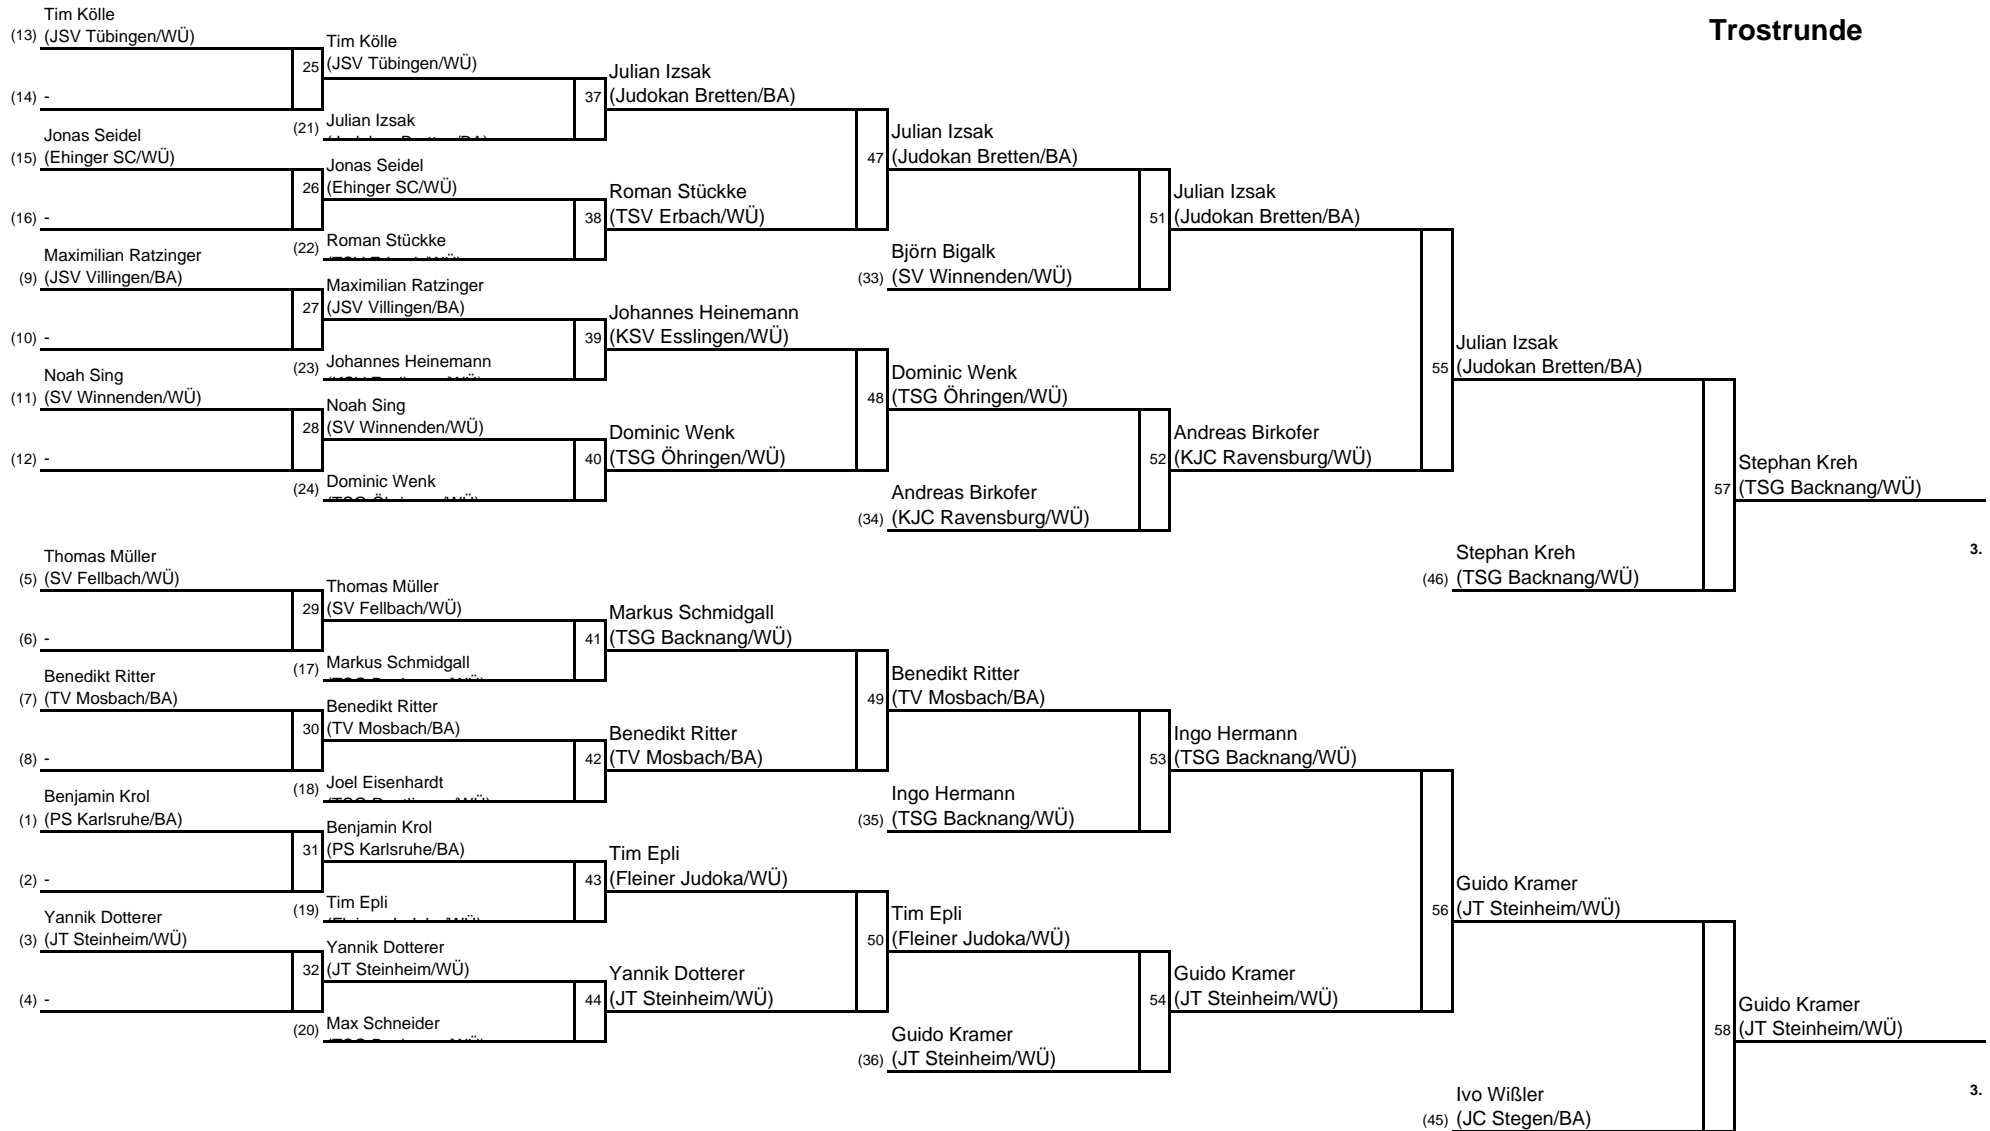 Trostrunde
Tim Kölle
(13) (JSV Tübingen/WÜ)
(14) -
Jonas Seidel
(15) (Ehinger SC/WÜ)
(16) -
Maximilian Ratzinger
(9) (JSV Villingen/BA)
(10) -
Noah Sing
(11) (SV Winnenden/WÜ)
(12) -
Thomas Müller
(5) (SV Fellbach/WÜ)
(6) -
Benedikt Ritter
(7) (TV Mosbach/BA)
(8) -
Benjamin Krol
(1) (PS Karlsruhe/BA)
(2) -
Yannik Dotterer
(3) (JT Steinheim/WÜ)
(4) -
Tim Kölle
25 (JSV Tübingen/WÜ)
(21) Julian Izsak
Jonas Seidel
26 (Ehinger SC/WÜ)
(22) Roman Stückke
Maximilian Ratzinger
27 (JSV Villingen/BA)
(23) Johannes Heinemann
Noah Sing
28 (SV Winnenden/WÜ)
(24) Dominic Wenk
Thomas Müller
29 (SV Fellbach/WÜ)
(17) Markus Schmidgall
Benedikt Ritter
30 (TV Mosbach/BA)
(18) Joel Eisenhardt
Benjamin Krol
31 (PS Karlsruhe/BA)
(19) Tim Epli
Yannik Dotterer
32 (JT Steinheim/WÜ)
(20) Max Schneider
Julian Izsak
37 (Judokan Bretten/BA)
Roman Stückke
38 (TSV Erbach/WÜ)
Johannes Heinemann
39 (KSV Esslingen/WÜ)
Dominic Wenk
40 (TSG Öhringen/WÜ)
Markus Schmidgall
41 (TSG Backnang/WÜ)
Benedikt Ritter
42 (TV Mosbach/BA)
Tim Epli
43 (Fleiner Judoka/WÜ)
Yannik Dotterer
44 (JT Steinheim/WÜ)
Julian Izsak
47 (Judokan Bretten/BA)
Björn Bigalk
(33) (SV Winnenden/WÜ)
Dominic Wenk
48 (TSG Öhringen/WÜ)
Andreas Birkofer
(34) (KJC Ravensburg/WÜ)
Benedikt Ritter
49 (TV Mosbach/BA)
Ingo Hermann
(35) (TSG Backnang/WÜ)
Tim Epli
50 (Fleiner Judoka/WÜ)
Guido Kramer
(36) (JT Steinheim/WÜ)
Julian Izsak
51 (Judokan Bretten/BA)
Andreas Birkofer
52 (KJC Ravensburg/WÜ)
Ingo Hermann
53 (TSG Backnang/WÜ)
Guido Kramer
54 (JT Steinheim/WÜ)
Julian Izsak
55 (Judokan Bretten/BA)
Stephan Kreh
(46) (TSG Backnang/WÜ)
Guido Kramer
56 (JT Steinheim/WÜ)
Ivo Wißler
(45) (JC Stegen/BA)
Stephan Kreh
57 (TSG Backnang/WÜ)
3.
Guido Kramer
58 (JT Steinheim/WÜ)
3.